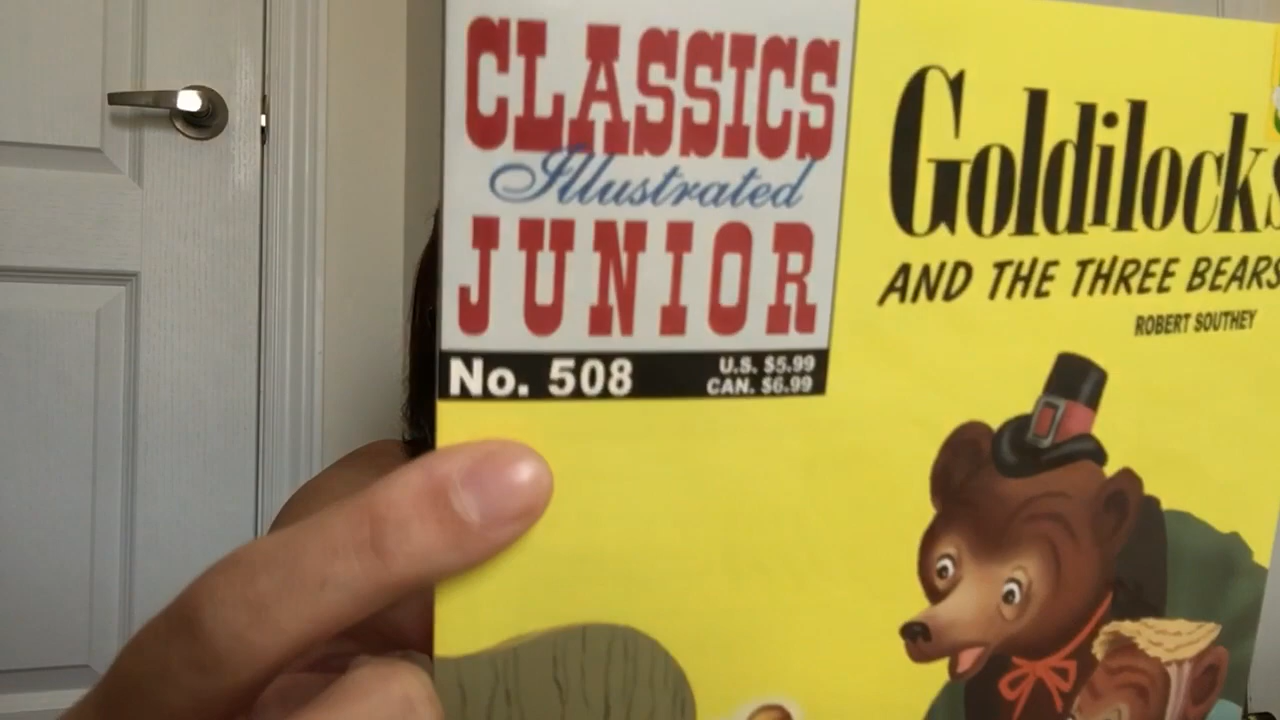 CLASSICS
Illustrated
JUNIOR
No. 508
U.S. $5.99
CAN. $6.99
Goldilocks
AND THE THREE BEARS
ROBERT SOUTHEY